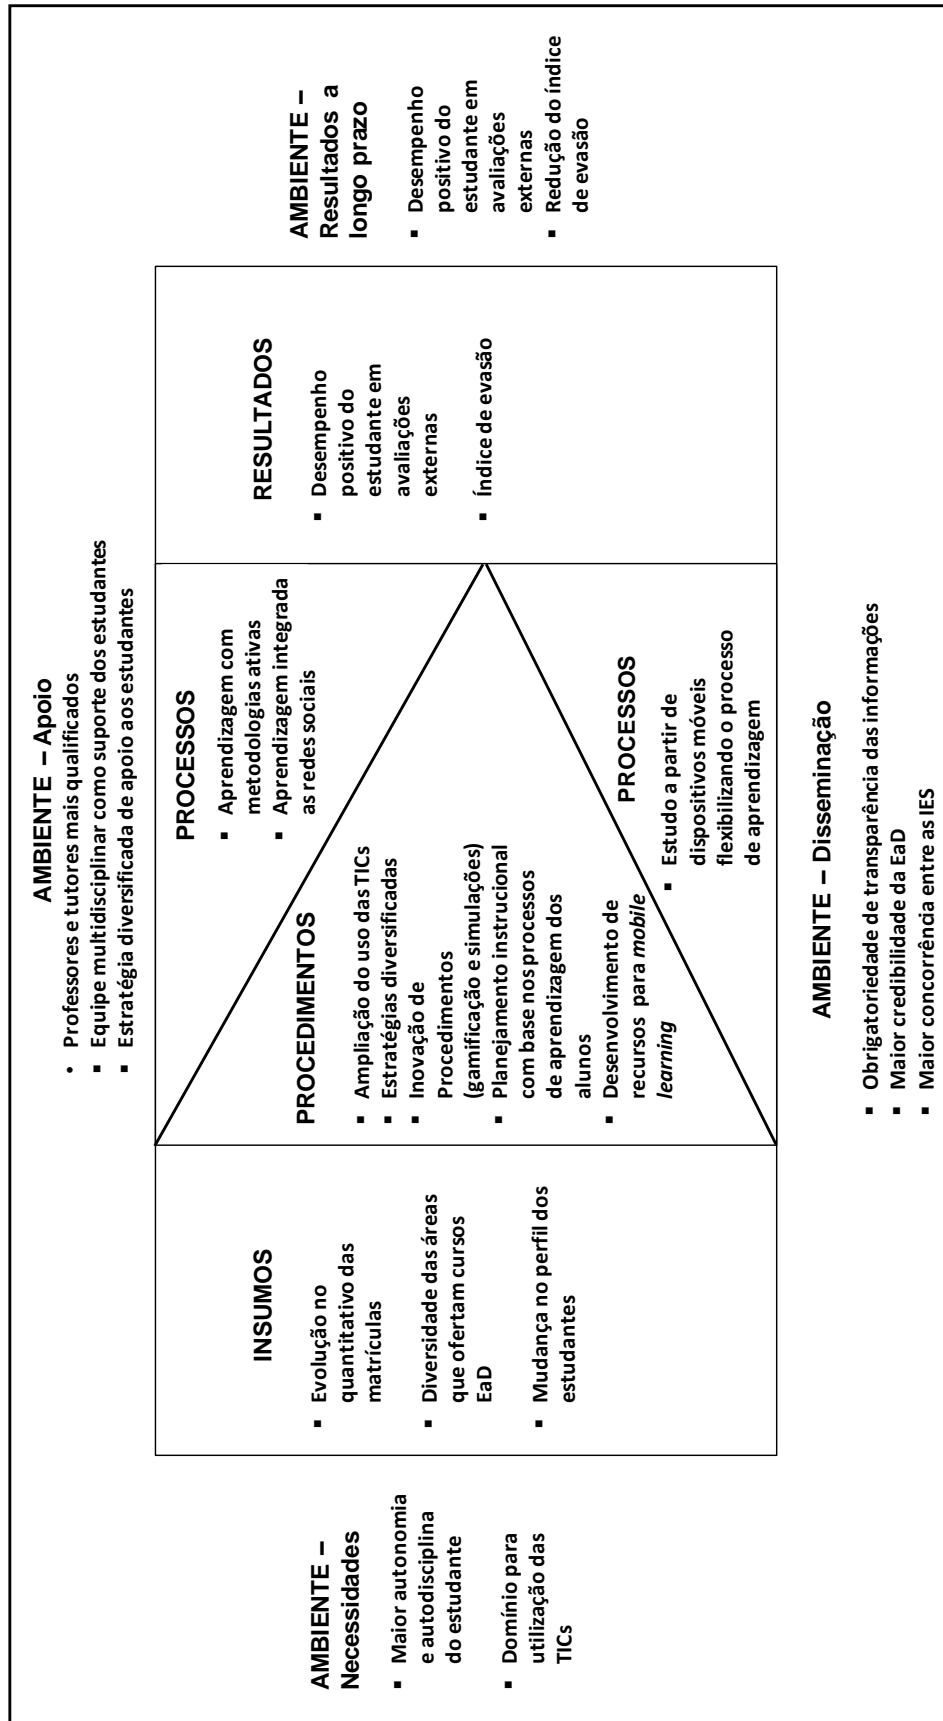 AMBIENTE – Apoio
• Professores e tutores mais qualificados
▪ Equipe multidisciplinar como suporte dos estudantes
▪ Estratégia diversificada de apoio aos estudantes
AMBIENTE –
Necessidades
▪ Maior autonomia
e autodisciplina
do estudante
▪ Domínio para
utilização das
TICs
INSUMOS
▪ Evolução no
quantitativo das
matrículas
▪ Diversidade das áreas
que ofertam cursos
EaD
▪ Mudança no perfil dos
estudantes
PROCEDIMENTOS
▪ Ampliação do uso das TICs
▪ Estratégias diversificadas
▪ Inovação de
Procedimentos
(gamificação e simulações)
▪ Planejamento instrucional
com base nos processos
de aprendizagem dos
alunos
▪ Desenvolvimento de
recursos para mobile
learning
PROCESSOS
▪ Aprendizagem com
metodologias ativas
▪ Aprendizagem integrada
as redes sociais
PROCESSOS
▪ Estudo a partir de
dispositivos móveis
flexibilizando o processo
de aprendizagem
RESULTADOS
▪ Desempenho
positivo do
estudante em
avaliações
externas
▪ Índice de evasão
AMBIENTE –
Resultados a
longo prazo
▪ Desempenho
positivo do
estudante em
avaliações
externas
▪ Redução do índice
de evasão
AMBIENTE – Disseminação
▪ Obrigatoriedade de transparência das informações
▪ Maior credibilidade da EaD
▪ Maior concorrência entre as IES